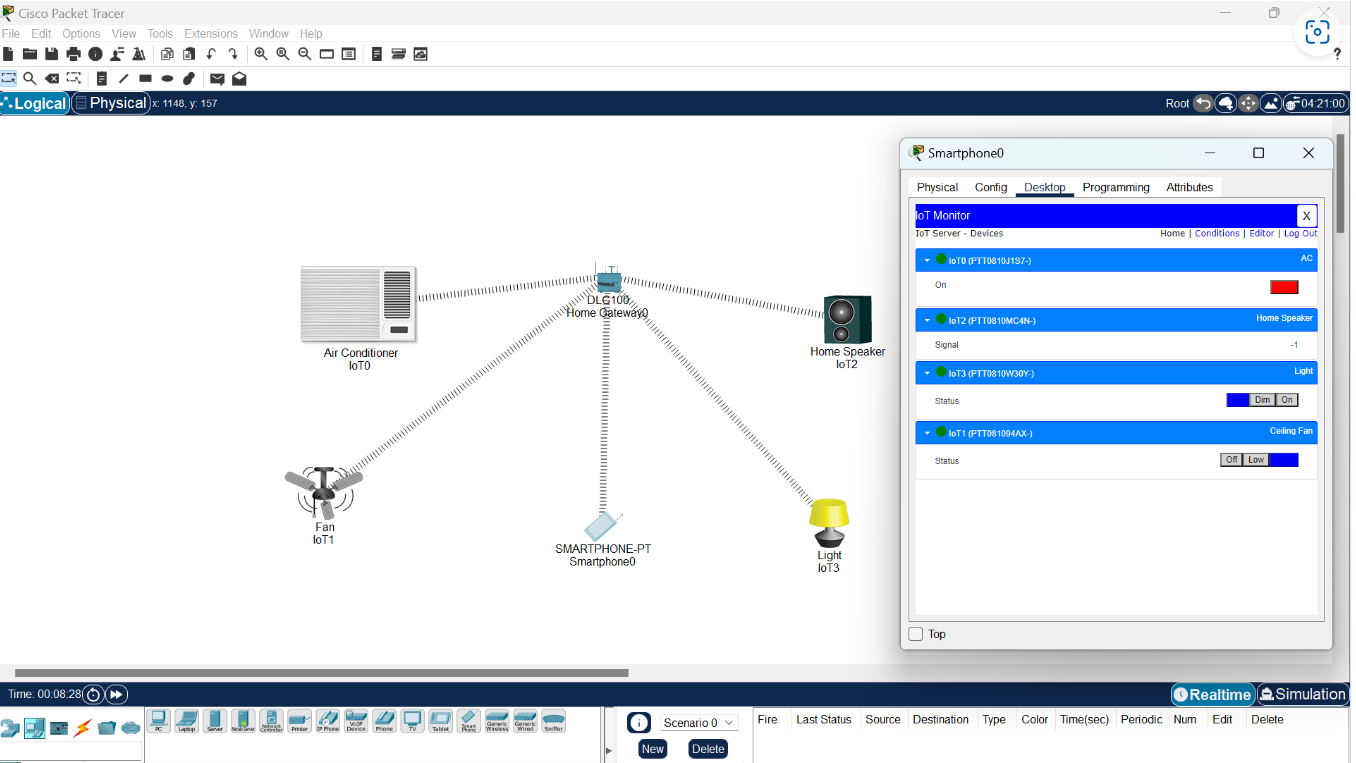 Cisco Packet Tracer
File Edit Options View Tools Extensions Window Help
?
Logical Physical x: 1148, y: 157 Root 04:21:00
Air Conditioner
IoT0
DLC100
Home Gateway0
Home Speaker
IoT2
Fan
IoT1
SMARTPHONE-PT
Smartphone0
Light
IoT3
Smartphone0
Physical Config Desktop Programming Attributes
IoT Monitor X
IoT Server - Devices Home | Conditions | Editor | Log Out
IoT0 (PTT0810J1S7-) AC
On
IoT2 (PTT0810MC4N-) Home Speaker
Signal -1
IoT3 (PTT0810W30Y-) Light
Status Dim On
IoT1 (PTT081094AX-) Ceiling Fan
Status Off Low
Top
Time: 00:08:28 Realtime Simulation
PC Laptop Server Meraki Server Network Controller Printer IP Phone VoIP Device Phone TV Tablet Smart Phone Generic Wireless Generic Wired Sniffer
Scenario 0
New Delete
Fire Last Status Source Destination Type Color Time(sec) Periodic Num Edit Delete